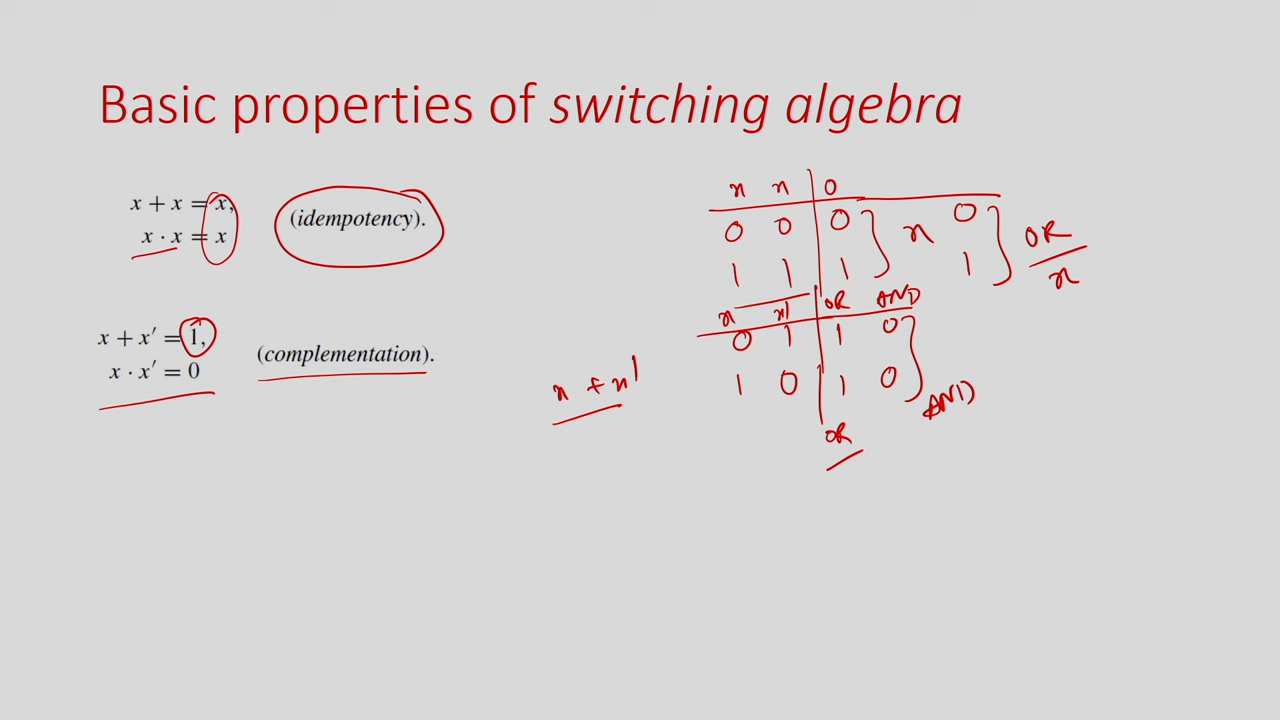 Basic properties of switching algebra
x + x = x,
x · x = x
(idempotency).
x + x′ = 1,
x · x′ = 0
(complementation).
x + x′
x x 0
0 0 0 x 0
1 1 1 1
OR
x
x x′ OR AND
0 1 1 0
1 0 1 0
AND
OR